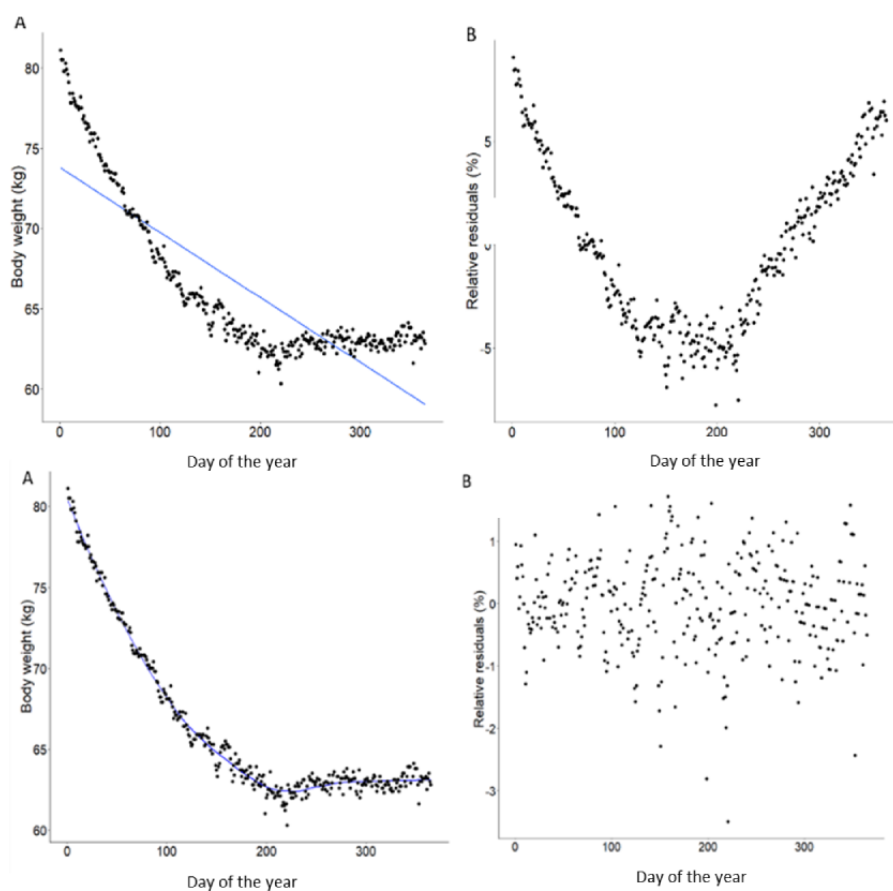 A
80
75
70
65
60
Body weight (kg)
0 100 200 300
Day of the year
B
5
0
-5
Relative residuals (%)
0 100 200 300
Day of the year
A
80
75
70
65
60
Body weight (kg)
0 100 200 300
Day of the year
B
1
0
-1
-2
-3
Relative residuals (%)
0 100 200 300
Day of the year